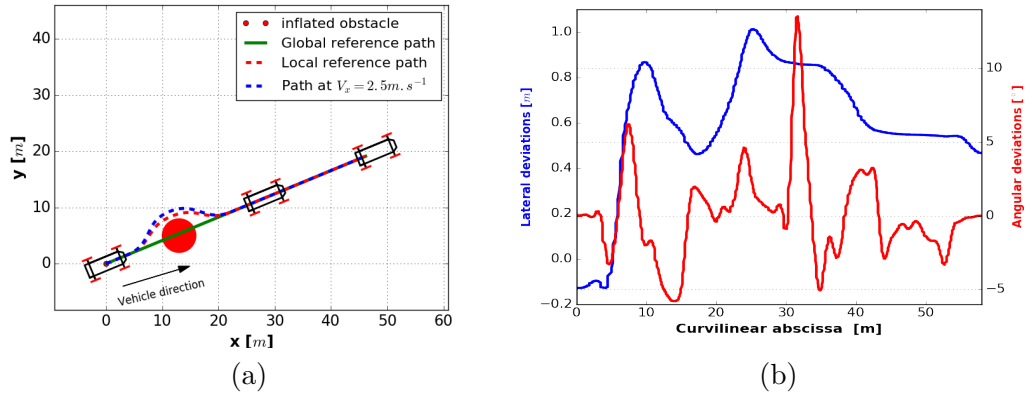 inflated obstacle
Global reference path
Local reference path
Path at V_x = 2.5m.s^{-1}
40
30
20
10
0
y [m]
Vehicle direction
0 10 20 30 40 50 60
x [m]
(a)
1.0
0.8
0.6
0.4
0.2
0.0
−0.2
Lateral deviations [m]
10
5
0
−5
Angular deviations [°]
0 10 20 30 40 50
Curvilinear abscissa [m]
(b)